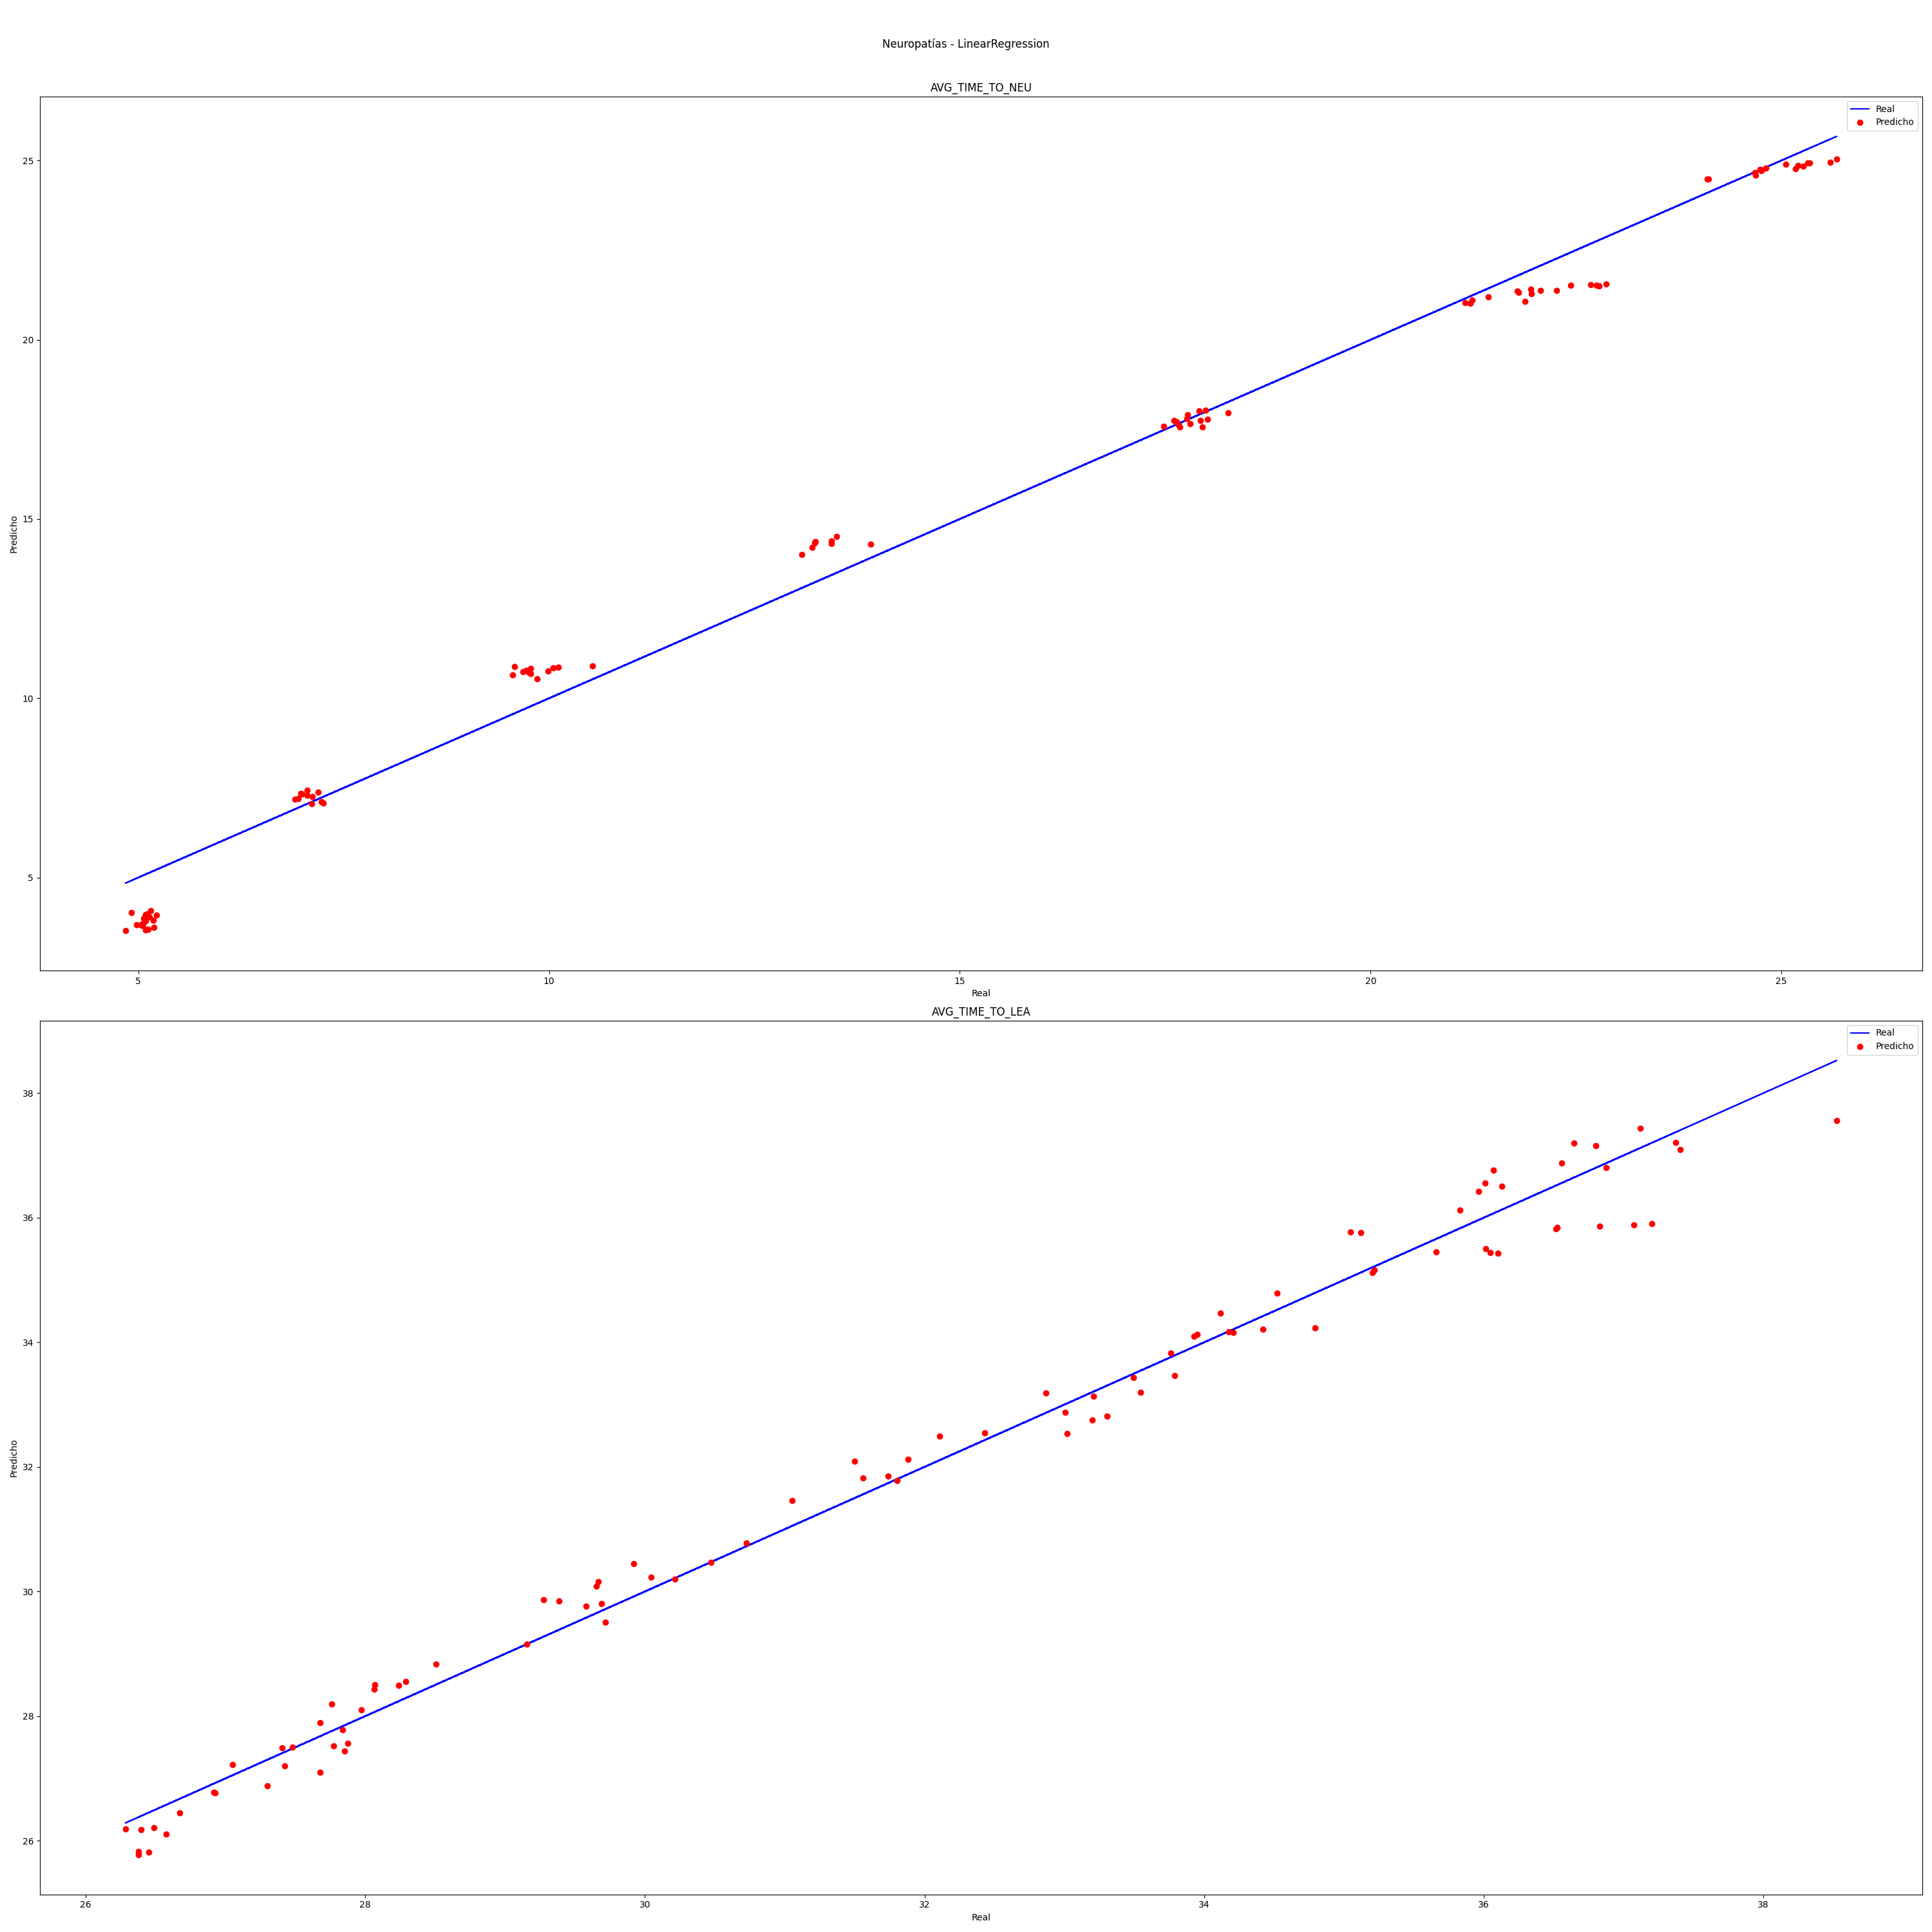 Neuropatías - LinearRegression
AVG_TIME_TO_NEU
Real
Predicho
25
20
15
10
5
Predicho
5 10 15 20 25
Real
AVG_TIME_TO_LEA
Real
Predicho
38
36
34
32
30
28
26
Predicho
26 28 30 32 34 36 38
Real